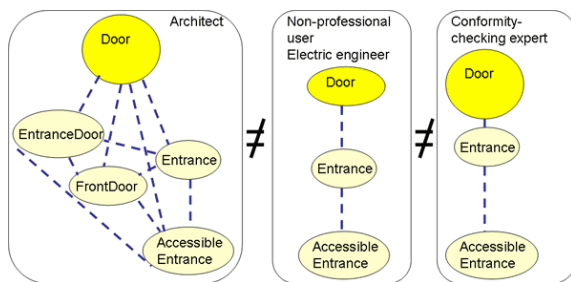 Architect
Door
EntranceDoor
Entrance
FrontDoor
Accessible
Entrance
≠
Non-professional
user
Electric engineer
Door
Entrance
Accessible
Entrance
≠
Conformity-
checking expert
Door
Entrance
Accessible
Entrance